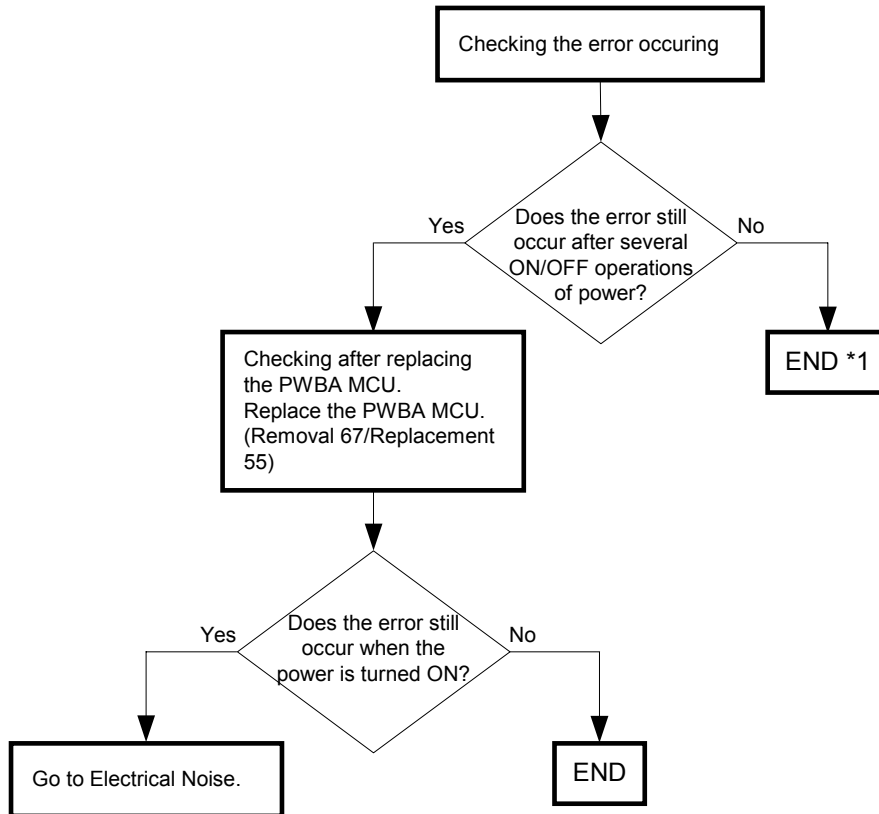 Checking the error occuring
Does the error still
occur after several
ON/OFF operations
of power?
Yes
No
Checking after replacing
the PWBA MCU.
Replace the PWBA MCU.
(Removal 67/Replacement
55)
END *1
Does the error still
occur when the
power is turned ON?
Yes
No
Go to Electrical Noise.
END